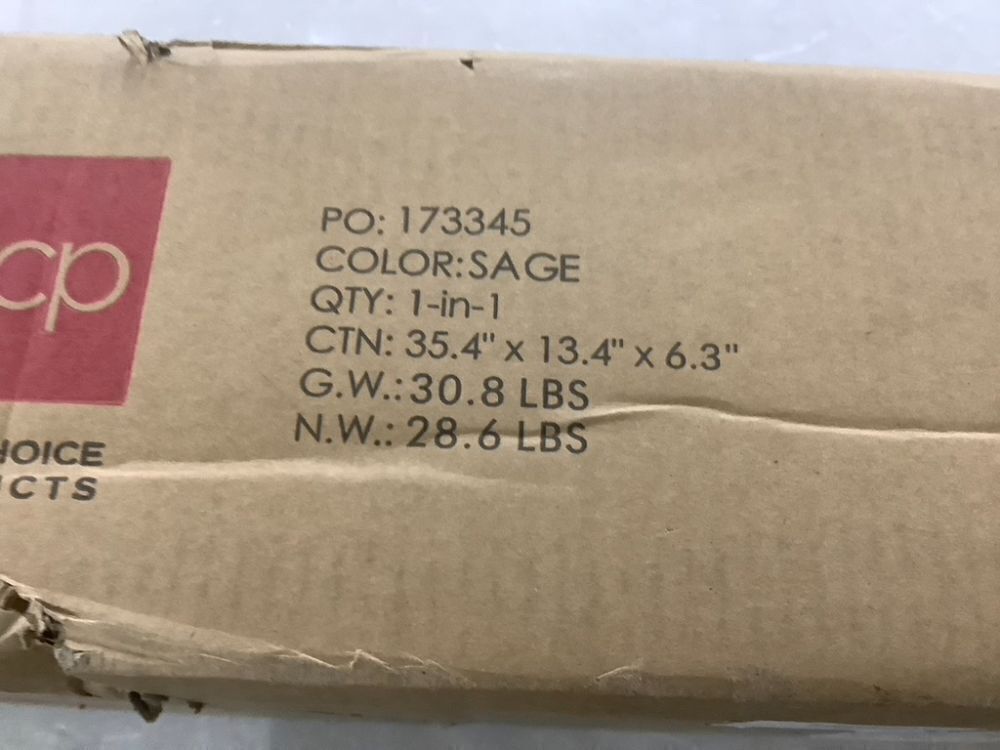 cp
PO: 173345
COLOR:SAGE
QTY: 1-in-1
CTN: 35.4" x 13.4" x 6.3"
G.W.:30.8 LBS
N.W.: 28.6 LBS
HOICE
CTS